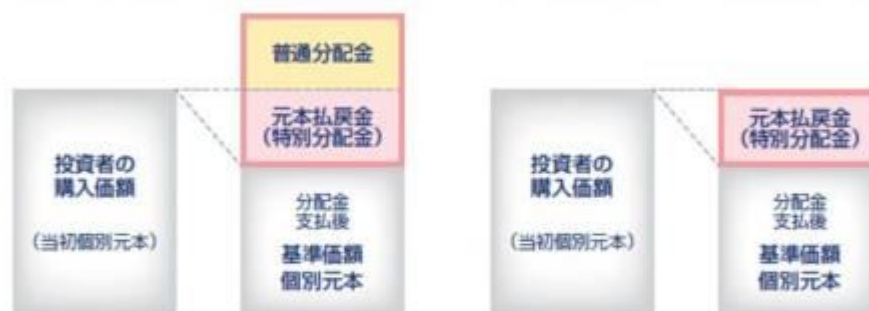 普通分配金
元本払戻金
（特別分配金）
投資者の
購入価額
（当初個別元本）
分配金
支払後
基準価額
個別元本
元本払戻金
（特別分配金）
投資者の
購入価額
（当初個別元本）
分配金
支払後
基準価額
個別元本